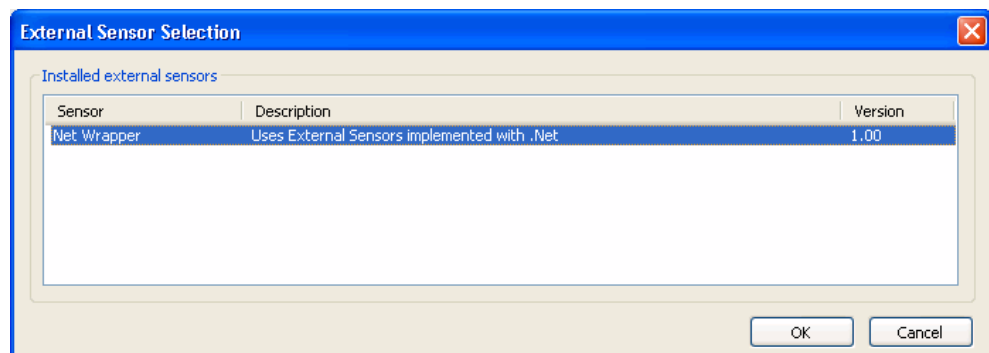 External Sensor Selection
Installed external sensors
Sensor Description Version
Net Wrapper Uses External Sensors implemented with .Net 1.00
OK Cancel